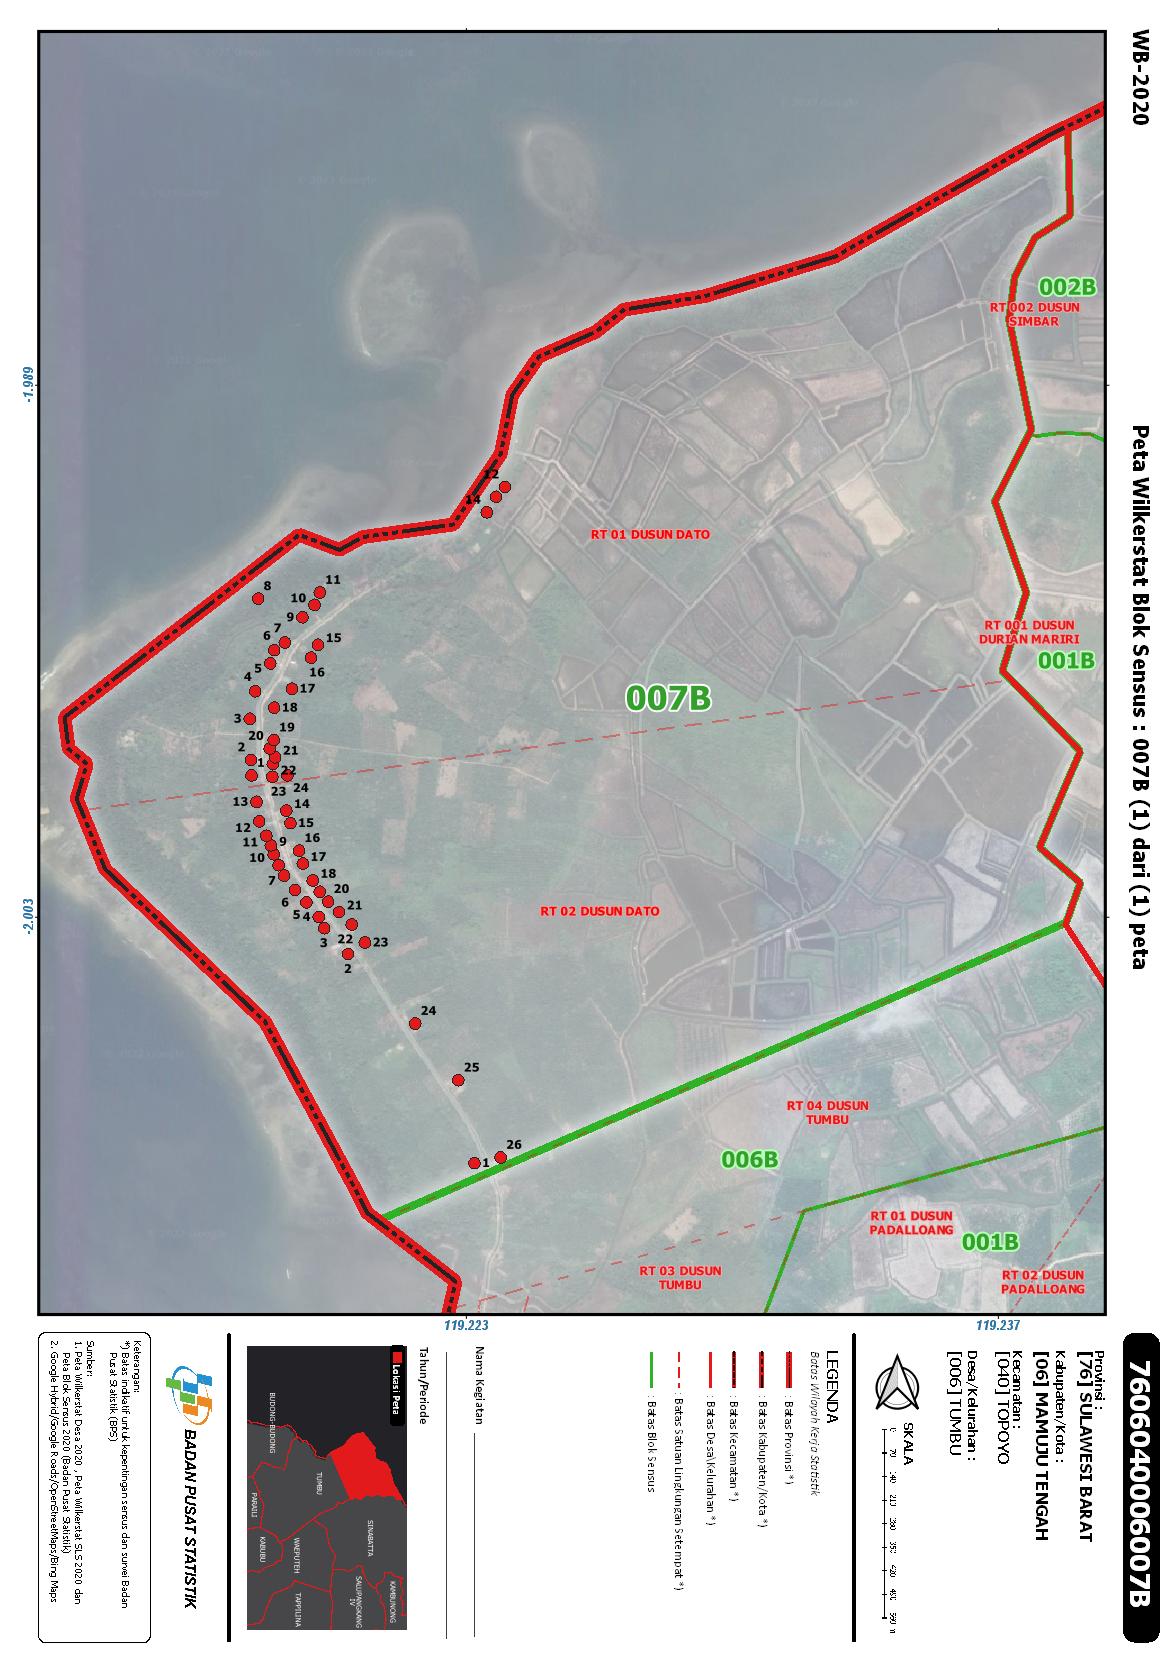 WB-2020
Peta Wilkerstat Blok Sensus : 007B (1) dari (1) peta
7606040006007B
Provinsi :
[76] SULAWESI BARAT
Kabupaten/Kota :
[06] MAMUJU TENGAH
Kecamatan :
[040] TOPOYO
Desa/Kelurahan :
[006] TUMBU
SKALA
0 70 140 210 280 350 420 490 560 m
LEGENDA
Batas Wilayah Kerja Statistik
: Batas Provinsi *)
: Batas Kabupaten/Kota *)
: Batas Kecamatan *)
: Batas Desa\Kelurahan *)
: Batas Satuan Lingkungan Setempat *)
: Batas Blok Sensus
Nama Kegiatan
Tahun/Periode
Lokasi Peta
BUDONG-BUDONG
TUMBU
PARAILI
KABUBU
WAEPUTEH
SINABATTA
TAPPILINA
SALUPANGKANG
IV
KAMBUNONG
BADAN PUSAT STATISTIK
Keterangan:
*) Batas indikatif untuk kepentingan sensus dan survei Badan
Pusat Statistik (BPS)
Sumber:
1. Peta Wilkerstat Desa 2020 , Peta Wilkerstat SLS 2020 dan
Peta Blok Sensus 2020 (Badan Pusat Statistik)
2. Google Hybrid/Google Roads/OpenStreetMaps/Bing Maps
-1.989
-2.003
119.223
119.237
002B
RT 002 DUSUN
SIMBAR
RT 01 DUSUN DATO
RT 001 DUSUN
DURIAN MARIRI
001B
007B
RT 02 DUSUN DATO
RT 04 DUSUN
TUMBU
006B
RT 01 DUSUN
PADALLOANG
001B
RT 03 DUSUN
TUMBU
RT 02 DUSUN
PADALLOANG
12
14
8
11
10
9
7
6
15
5
16
4
17
18
3
19
20
2
21
1
22
23
24
13
14
12
15
11
9
16
10
17
7
18
20
6
21
5
4
3
22
23
2
24
25
26
1